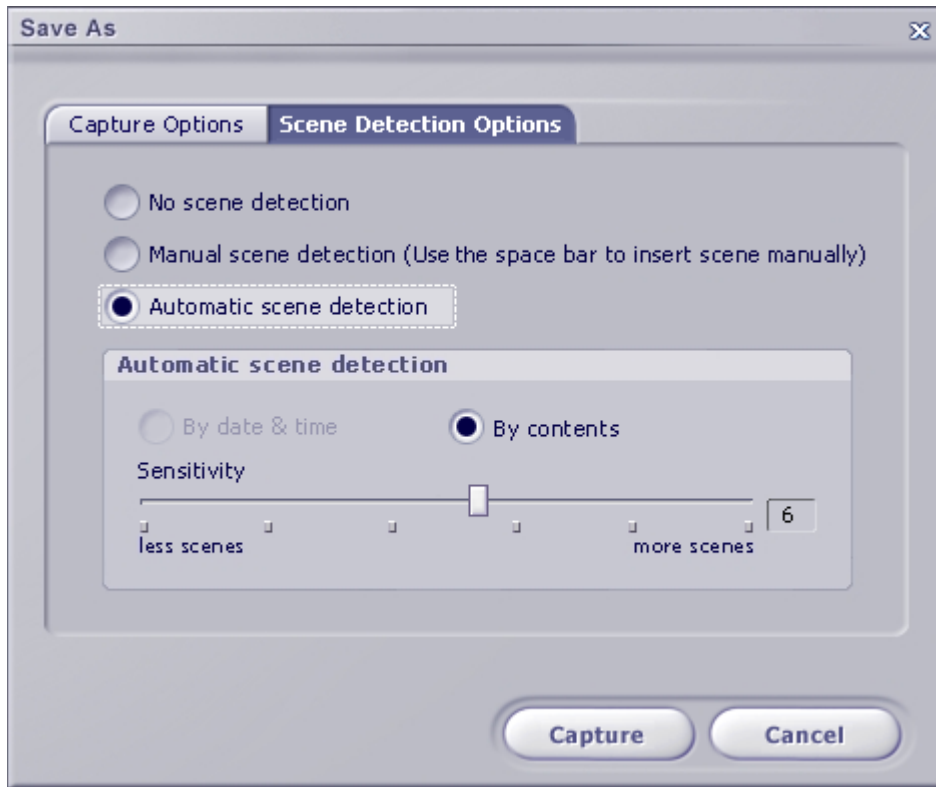 Save As
Capture Options
Scene Detection Options
No scene detection
Manual scene detection (Use the space bar to insert scene manually)
Automatic scene detection
Automatic scene detection
By date & time
By contents
Sensitivity
6
less scenes
more scenes
Capture
Cancel